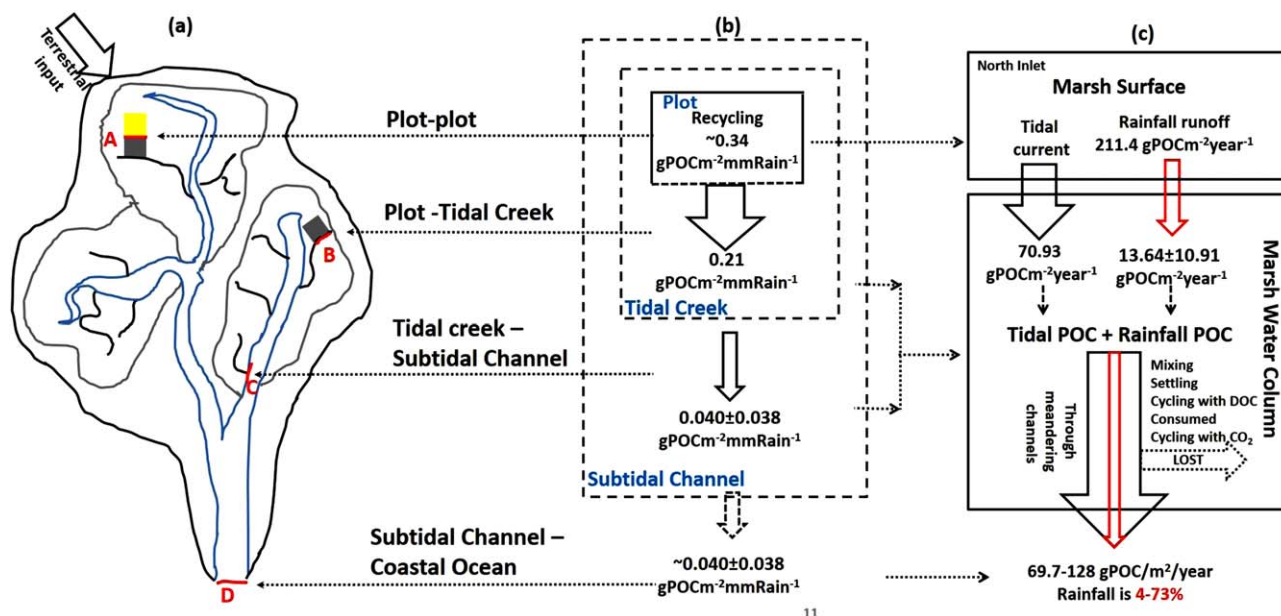 (a)
Terrestrial
input
A
B
C
D
Plot-plot
Plot -Tidal Creek
Tidal creek –
Subtidal Channel
Subtidal Channel –
Coastal Ocean
(b)
Plot
Recycling
~0.34
gPOCm⁻²mmRain⁻¹
0.21
gPOCm⁻²mmRain⁻¹
Tidal Creek
0.040±0.038
gPOCm⁻²mmRain⁻¹
Subtidal Channel
~0.040±0.038
gPOCm⁻²mmRain⁻¹
(c)
North Inlet
Marsh Surface
Tidal
current
Rainfall runoff
211.4 gPOCm⁻²year⁻¹
70.93
gPOCm⁻²year⁻¹
13.64±10.91
gPOCm⁻²year⁻¹
Tidal POC + Rainfall POC
Through
meandering
channels
Mixing
Settling
Cycling with DOC
Consumed
Cycling with CO₂
LOST
Marsh Water Column
69.7-128 gPOC/m²/year
Rainfall is 4-73%
11